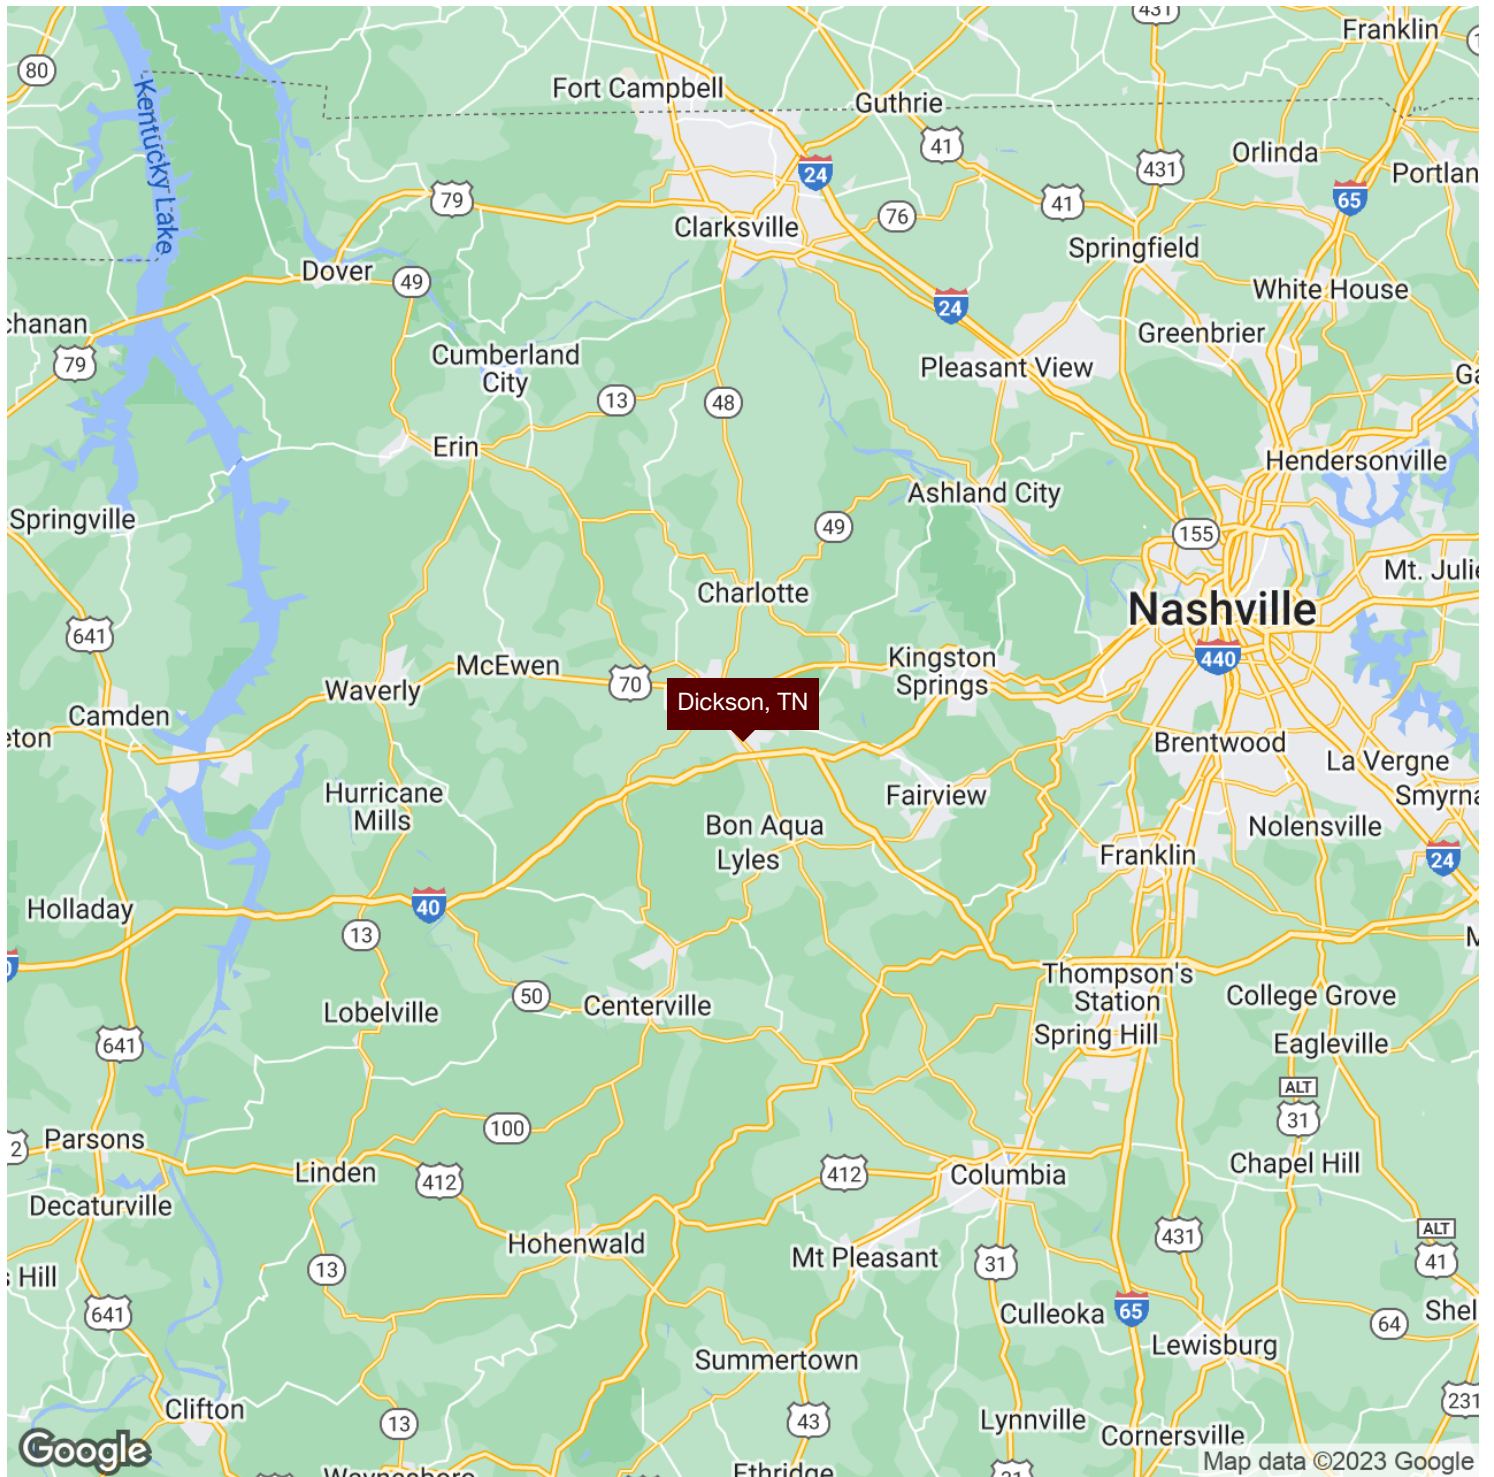 431
Franklin
80
Kentucky Lake
Fort Campbell
Guthrie
41
Orlinda
431
24
Portlan
79
65
41
76
Clarksville
Springfield
Dover
49
White House
24
chanan
Greenbrier
79
Cumberland
City
Pleasant View
Ga
13
48
Erin
Hendersonville
Ashland City
Springville
49
155
Mt. Julie
Charlotte
Nashville
641
Kingston
Springs
440
McEwen
70
Waverly
Dickson, TN
Camden
eton
Brentwood
La Vergne
Hurricane
Mills
Fairview
Smyrna
Bon Aqua
Nolensville
Lyles
Franklin
24
Holladay
40
13
M
Thompson's
Station
50
College Grove
Centerville
Lobelville
Spring Hill
641
Eagleville
ALT
31
100
2
Parsons
Chapel Hill
Linden
412
412
Columbia
Decaturville
ALT
431
41
Hohenwald
Mt Pleasant
31
13
s Hill
641
Culleoka
65
64
Shel
Lewisburg
Summertown
231
Clifton
13
43
Lynnville
Cornersville
Google
Map data ©2023 Google
Waynesboro
Ethridge
31